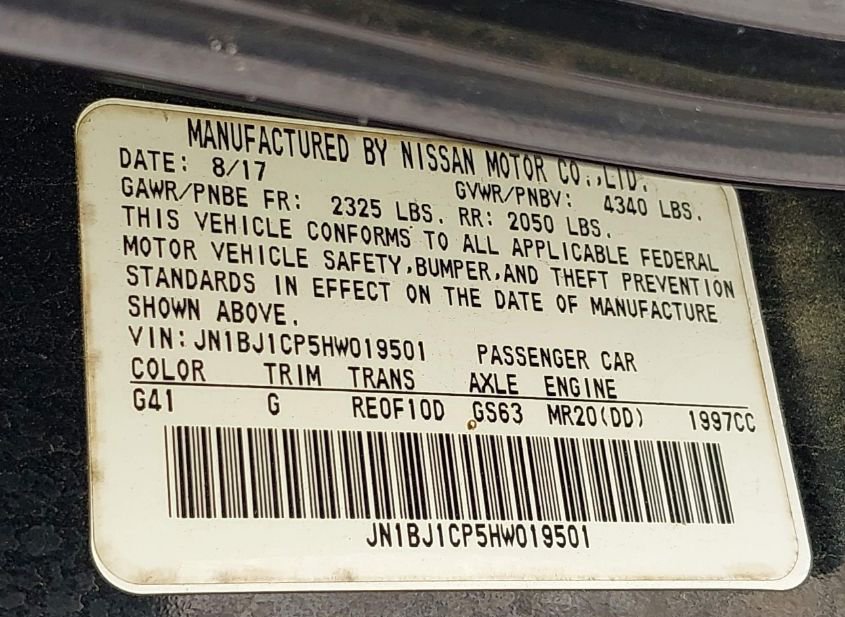 MANUFACTURED BY NISSAN MOTOR CO.,LTD.
DATE: 8/17 GVWR/PNBV: 4340 LBS.
GAWR/PNBE FR: 2325 LBS. RR: 2050 LBS.
THIS VEHICLE CONFORMS TO ALL APPLICABLE FEDERAL
MOTOR VEHICLE SAFETY,BUMPER,AND THEFT PREVENTION
STANDARDS IN EFFECT ON THE DATE OF MANUFACTURE
SHOWN ABOVE.
VIN: JN1BJ1CP5HW019501 PASSENGER CAR
COLOR TRIM TRANS AXLE ENGINE
G41 G RE0F10D GS63 MR20(DD) 1997CC
JN1BJ1CP5HW019501